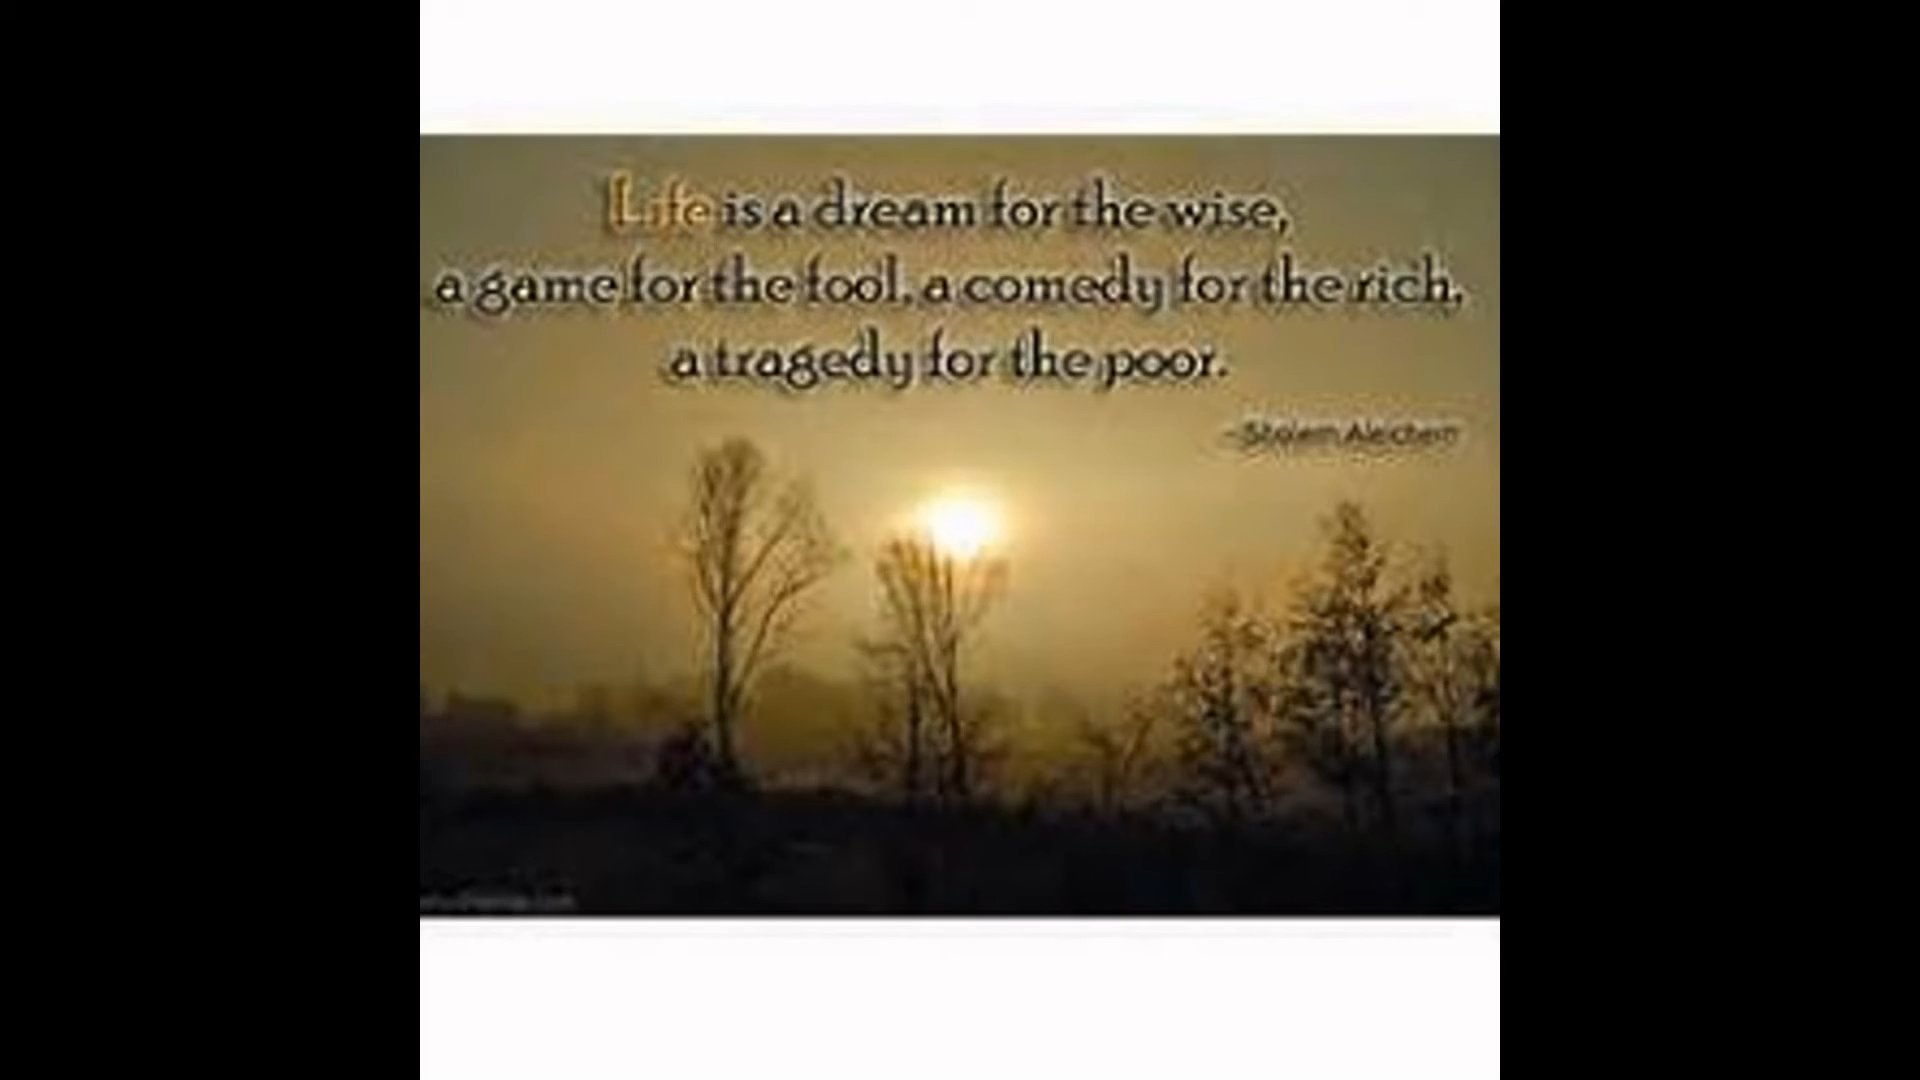 Life is a dream for the wise,
a game for the fool, a comedy for the rich,
a tragedy for the poor.
~Sholem Aleichem